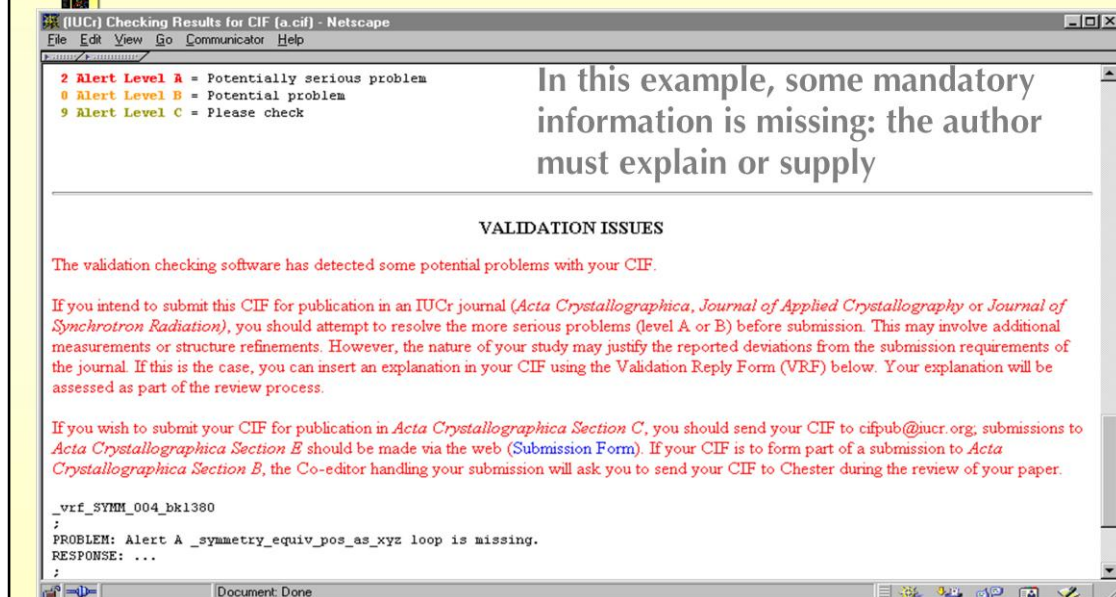 (IUCr) Checking Results for CIF (a.cif) - Netscape
File Edit View Go Communicator Help
2 Alert Level A = Potentially serious problem
0 Alert Level B = Potential problem
9 Alert Level C = Please check
In this example, some mandatory
information is missing: the author
must explain or supply
VALIDATION ISSUES
The validation checking software has detected some potential problems with your CIF.
If you intend to submit this CIF for publication in an IUCr journal (Acta Crystallographica, Journal of Applied Crystallography or Journal of
Synchrotron Radiation), you should attempt to resolve the more serious problems (level A or B) before submission. This may involve additional
measurements or structure refinements. However, the nature of your study may justify the reported deviations from the submission requirements of
the journal. If this is the case, you can insert an explanation in your CIF using the Validation Reply Form (VRF) below. Your explanation will be
assessed as part of the review process.
If you wish to submit your CIF for publication in Acta Crystallographica Section C, you should send your CIF to cifpub@iucr.org; submissions to
Acta Crystallographica Section E should be made via the web (Submission Form). If your CIF is to form part of a submission to Acta
Crystallographica Section B, the Co-editor handling your submission will ask you to send your CIF to Chester during the review of your paper.
_vrf_SYMM_004_bk1380
;
PROBLEM: Alert A _symmetry_equiv_pos_as_xyz loop is missing.
RESPONSE: ...
;
Document: Done